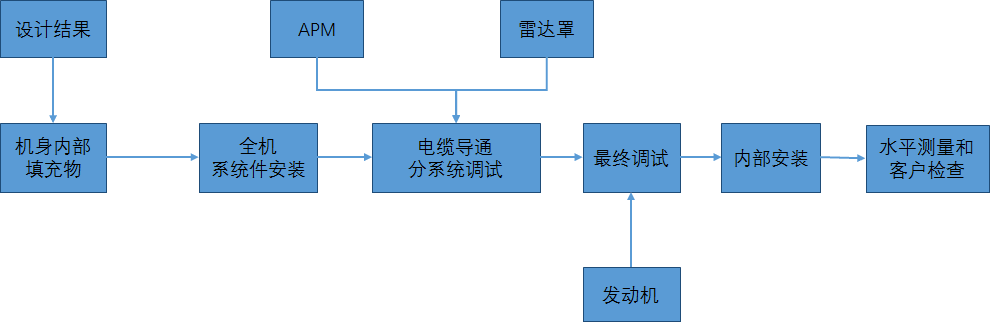 设计结果
APM
雷达罩
机身内部
填充物
全机
系统件安装
电缆导通
分系统调试
最终调试
内部安装
水平测量和
客户检查
发动机